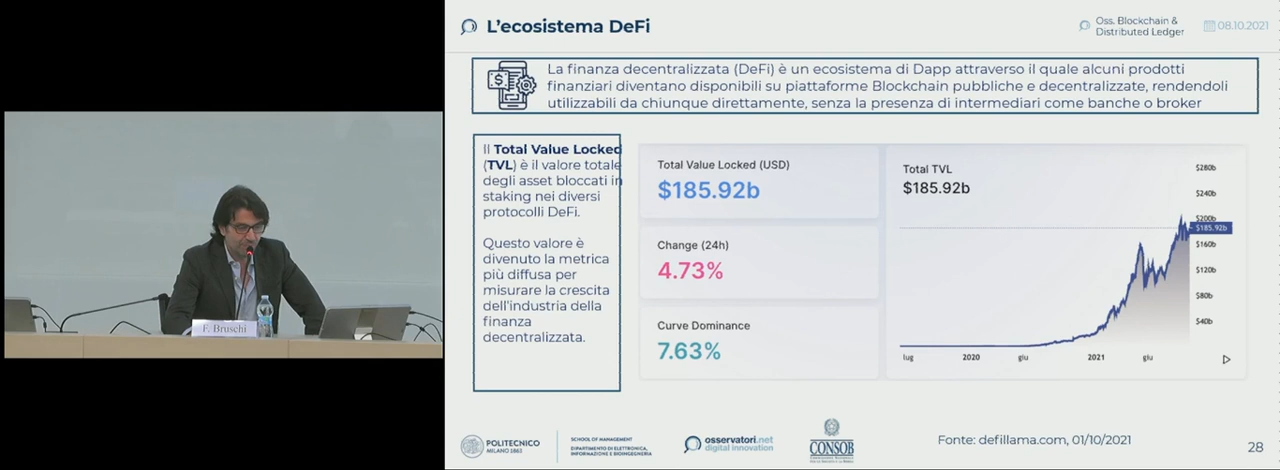 F. Bruschi
L'ecosistema DeFi
Oss. Blockchain &
Distributed Ledger
08.10.2021
La finanza decentralizzata (DeFi) è un ecosistema di Dapp attraverso il quale alcuni prodotti
finanziari diventano disponibili su piattaforme Blockchain pubbliche e decentralizzate, rendendoli
utilizzabili da chiunque direttamente, senza la presenza di intermediari come banche o broker
Il Total Value Locked
(TVL) è il valore totale
degli asset bloccati in
staking nei diversi
protocolli DeFi.
Questo valore è
divenuto la metrica
più diffusa per
misurare la crescita
dell'industria della
finanza
decentralizzata.
Total Value Locked (USD)
$185.92b
Change (24h)
4.73%
Curve Dominance
7.63%
Total TVL
$185.92b
$280b
$240b
$200b
$185.92b
$160b
$120b
$80b
$40b
lug 2020 giu 2021 giu
POLITECNICO
MILANO 1863
SCHOOL OF MANAGEMENT
DIPARTIMENTO DI ELETTRONICA,
INFORMAZIONE E BIOINGEGNERIA
osservatori.net
digital innovation
CONSOB
Fonte: defillama.com, 01/10/2021
28